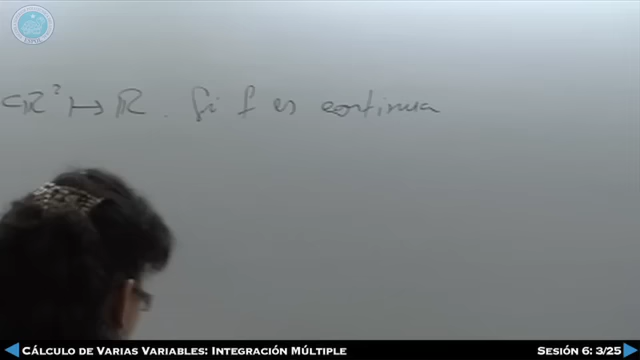 ⊂ℝ² ↦ ℝ. Si f es continua
Cálculo de Varias Variables: Integración Múltiple
Sesión 6: 3/25